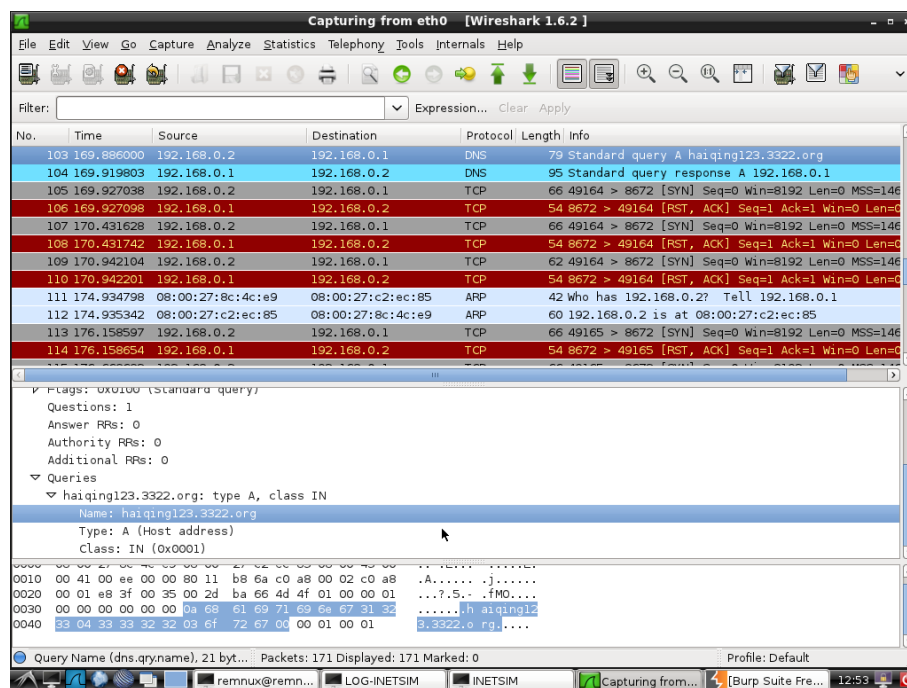 Capturing from eth0 [Wireshark 1.6.2 ]
File Edit View Go Capture Analyze Statistics Telephony Tools Internals Help
Filter: Expression... Clear Apply
No. Time Source Destination Protocol Length Info
103 169.886000 192.168.0.2 192.168.0.1 DNS 79 Standard query A haiqing123.3322.org
104 169.919803 192.168.0.1 192.168.0.2 DNS 95 Standard query response A 192.168.0.1
105 169.927038 192.168.0.2 192.168.0.1 TCP 66 49164 > 8672 [SYN] Seq=0 Win=8192 Len=0 MSS=146
106 169.927098 192.168.0.1 192.168.0.2 TCP 54 8672 > 49164 [RST, ACK] Seq=1 Ack=1 Win=0 Len=0
107 170.431628 192.168.0.2 192.168.0.1 TCP 66 49164 > 8672 [SYN] Seq=0 Win=8192 Len=0 MSS=146
108 170.431742 192.168.0.1 192.168.0.2 TCP 54 8672 > 49164 [RST, ACK] Seq=1 Ack=1 Win=0 Len=0
109 170.942104 192.168.0.2 192.168.0.1 TCP 62 49164 > 8672 [SYN] Seq=0 Win=8192 Len=0 MSS=146
110 170.942201 192.168.0.1 192.168.0.2 TCP 54 8672 > 49164 [RST, ACK] Seq=1 Ack=1 Win=0 Len=0
111 174.934798 08:00:27:8c:4c:e9 08:00:27:c2:ec:85 ARP 42 Who has 192.168.0.2? Tell 192.168.0.1
112 174.935342 08:00:27:c2:ec:85 08:00:27:8c:4c:e9 ARP 60 192.168.0.2 is at 08:00:27:c2:ec:85
113 176.158597 192.168.0.2 192.168.0.1 TCP 66 49165 > 8672 [SYN] Seq=0 Win=8192 Len=0 MSS=146
114 176.158654 192.168.0.1 192.168.0.2 TCP 54 8672 > 49165 [RST, ACK] Seq=1 Ack=1 Win=0 Len=0
Flags: 0x0100 (Standard query)
Questions: 1
Answer RRs: 0
Authority RRs: 0
Additional RRs: 0
Queries
haiqing123.3322.org: type A, class IN
Name: haiqing123.3322.org
Type: A (Host address)
Class: IN (0x0001)
0010 00 41 00 ee 00 00 80 11 b8 6a c0 a8 00 02 c0 a8 .A...... .j......
0020 00 01 e8 3f 00 35 00 2d ba 66 4d 4f 01 00 00 01 ...?.5.- .fMO....
0030 00 00 00 00 00 00 0a 68 61 69 71 69 6e 67 31 32 .......h aiqing12
0040 33 04 33 33 32 32 03 6f 72 67 00 00 01 00 01 3.3322.o rg.....
Query Name (dns.qry.name), 21 byt... Packets: 171 Displayed: 171 Marked: 0 Profile: Default
remnux@remn... LOG-INETSIM INETSIM Capturing from... [Burp Suite Fre... 12:53